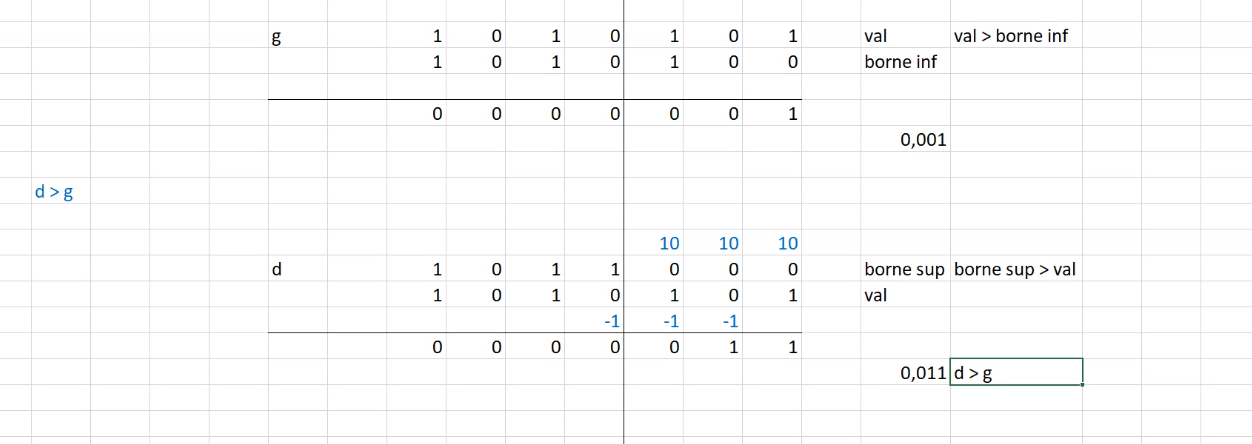 g 1 0 1 0 1 0 1 val val > borne inf
1 0 1 0 1 0 0 borne inf
0 0 0 0 0 0 1
0,001
d > g
10 10 10
d 1 0 1 1 0 0 0 borne sup borne sup > val
1 0 1 0 1 0 1 val
-1 -1 -1
0 0 0 0 0 1 1
0,011 d > g